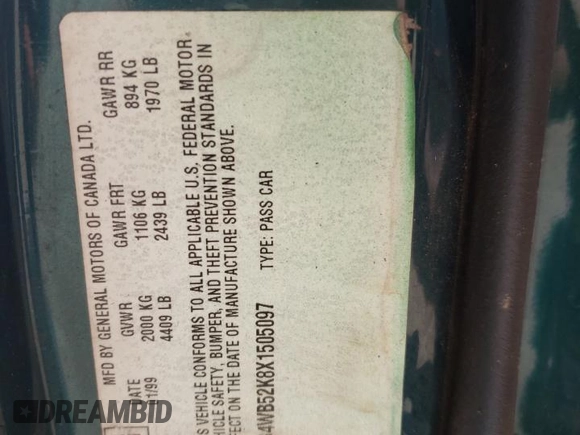 MFD BY GENERAL MOTORS OF CANADA LTD.
DATE GVWR GAWR FRT GAWR RR
1/99 2000 KG 1106 KG 894 KG
4409 LB 2439 LB 1970 LB
S VEHICLE CONFORMS TO ALL APPLICABLE U.S. FEDERAL MOTOR
HICLE SAFETY, BUMPER, AND THEFT PREVENTION STANDARDS IN
FECT ON THE DATE OF MANUFACTURE SHOWN ABOVE.
4WB52K8X1505097 TYPE: PASS CAR
DREAMBID